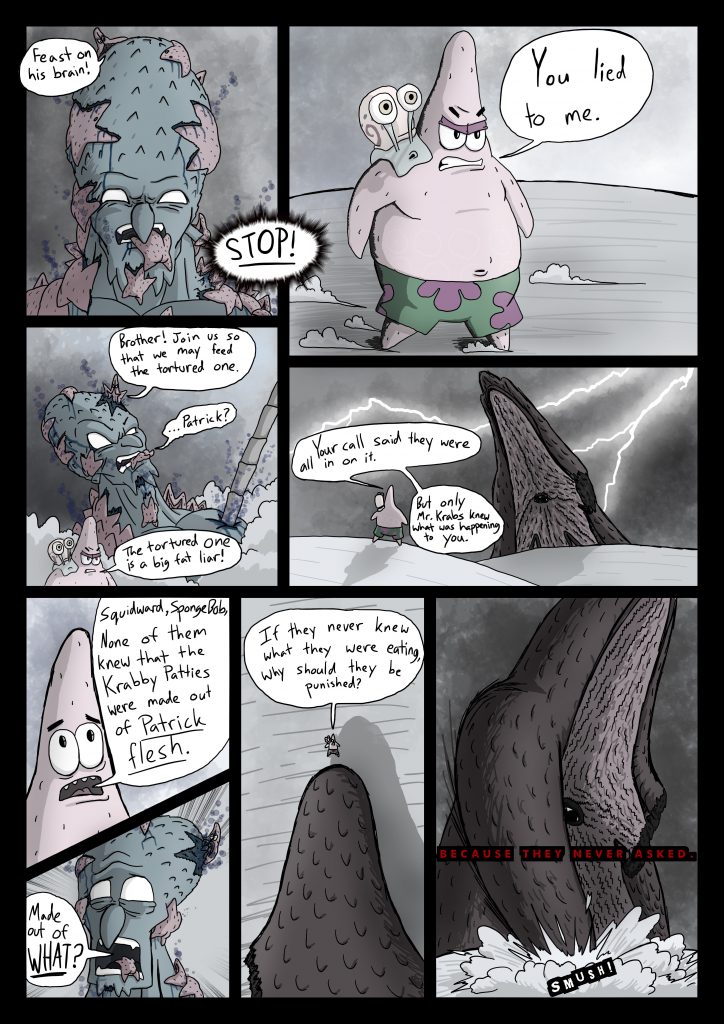 Feast on
his brain!
STOP!
You lied
to me.
Brother! Join us so
that we may feed
the tortured one.
...Patrick?
The tortured one
is a big fat liar!
Your call said they were
all in on it.
But only
Mr. Krabs knew
what was happening
to you.
Squidward, SpongeBob,
None of them
knew that the
Krabby Patties
were made out
of Patrick
flesh.
Made
out of
WHAT?
If they never knew
what they were eating,
why should they be
punished?
BECAUSE THEY NEVER ASKED.
SMUSH!